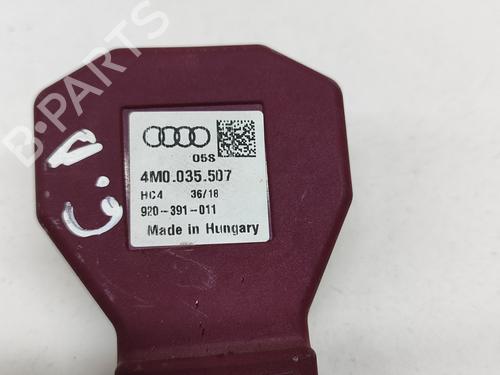 B-PARTS
C.D
05S
4M0.035.507
HC4 36/18
920-391-011
Made in Hungary